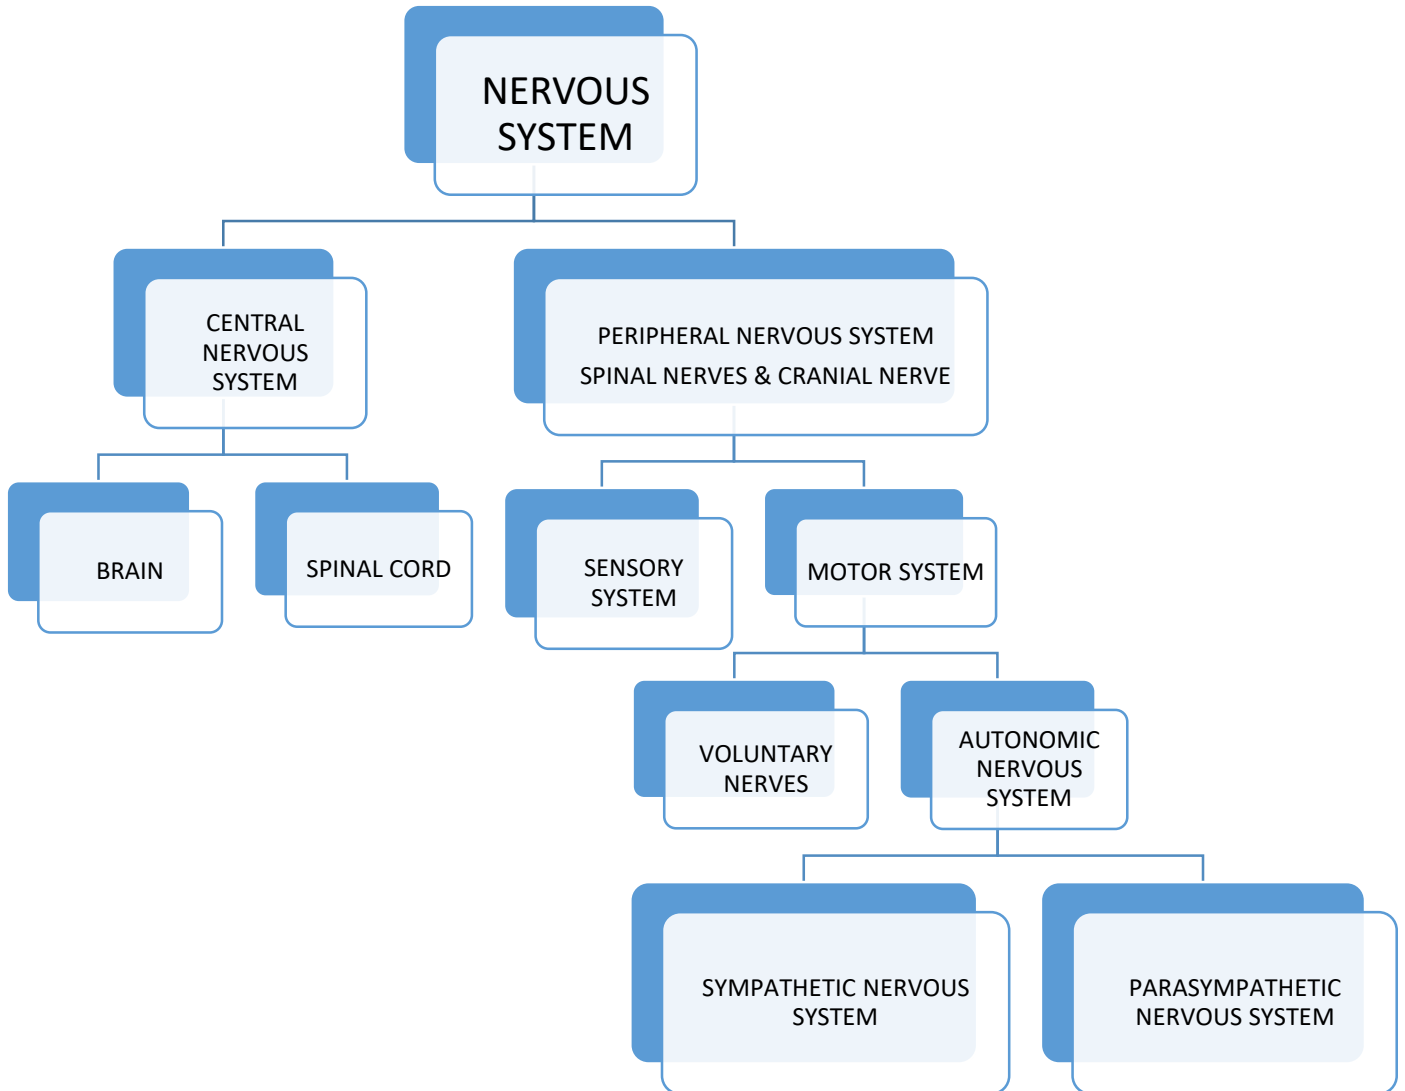 NERVOUS
SYSTEM
CENTRAL
NERVOUS
SYSTEM
PERIPHERAL NERVOUS SYSTEM
SPINAL NERVES & CRANIAL NERVE
BRAIN
SPINAL CORD
SENSORY
SYSTEM
MOTOR SYSTEM
VOLUNTARY
NERVES
AUTONOMIC
NERVOUS
SYSTEM
SYMPATHETIC NERVOUS
SYSTEM
PARASYMPATHETIC
NERVOUS SYSTEM